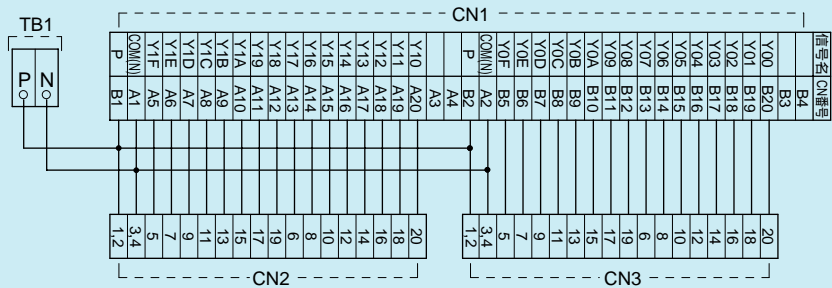 CN1
TB1
P N
P COM(N) Y1F Y1E Y1D Y1C Y1B Y1A Y19 Y18 Y17 Y16 Y15 Y14 Y13 Y12 Y11 Y10 P COM(N) Y0F Y0E Y0D Y0C Y0B Y0A Y09 Y08 Y07 Y06 Y05 Y04 Y03 Y02 Y01 Y00 信号名
B1 A1 A5 A6 A7 A8 A9 A10 A11 A12 A13 A14 A15 A16 A17 A18 A19 A20 A3 A4 B2 A2 B5 B6 B7 B8 B9 B10 B11 B12 B13 B14 B15 B16 B17 B18 B19 B20 B3 B4 CN番号
1,2 3,4 5 7 9 11 13 15 17 19 6 8 10 12 14 16 18 20
1,2 3,4 5 7 9 11 13 15 17 19 6 8 10 12 14 16 18 20
CN2
CN3